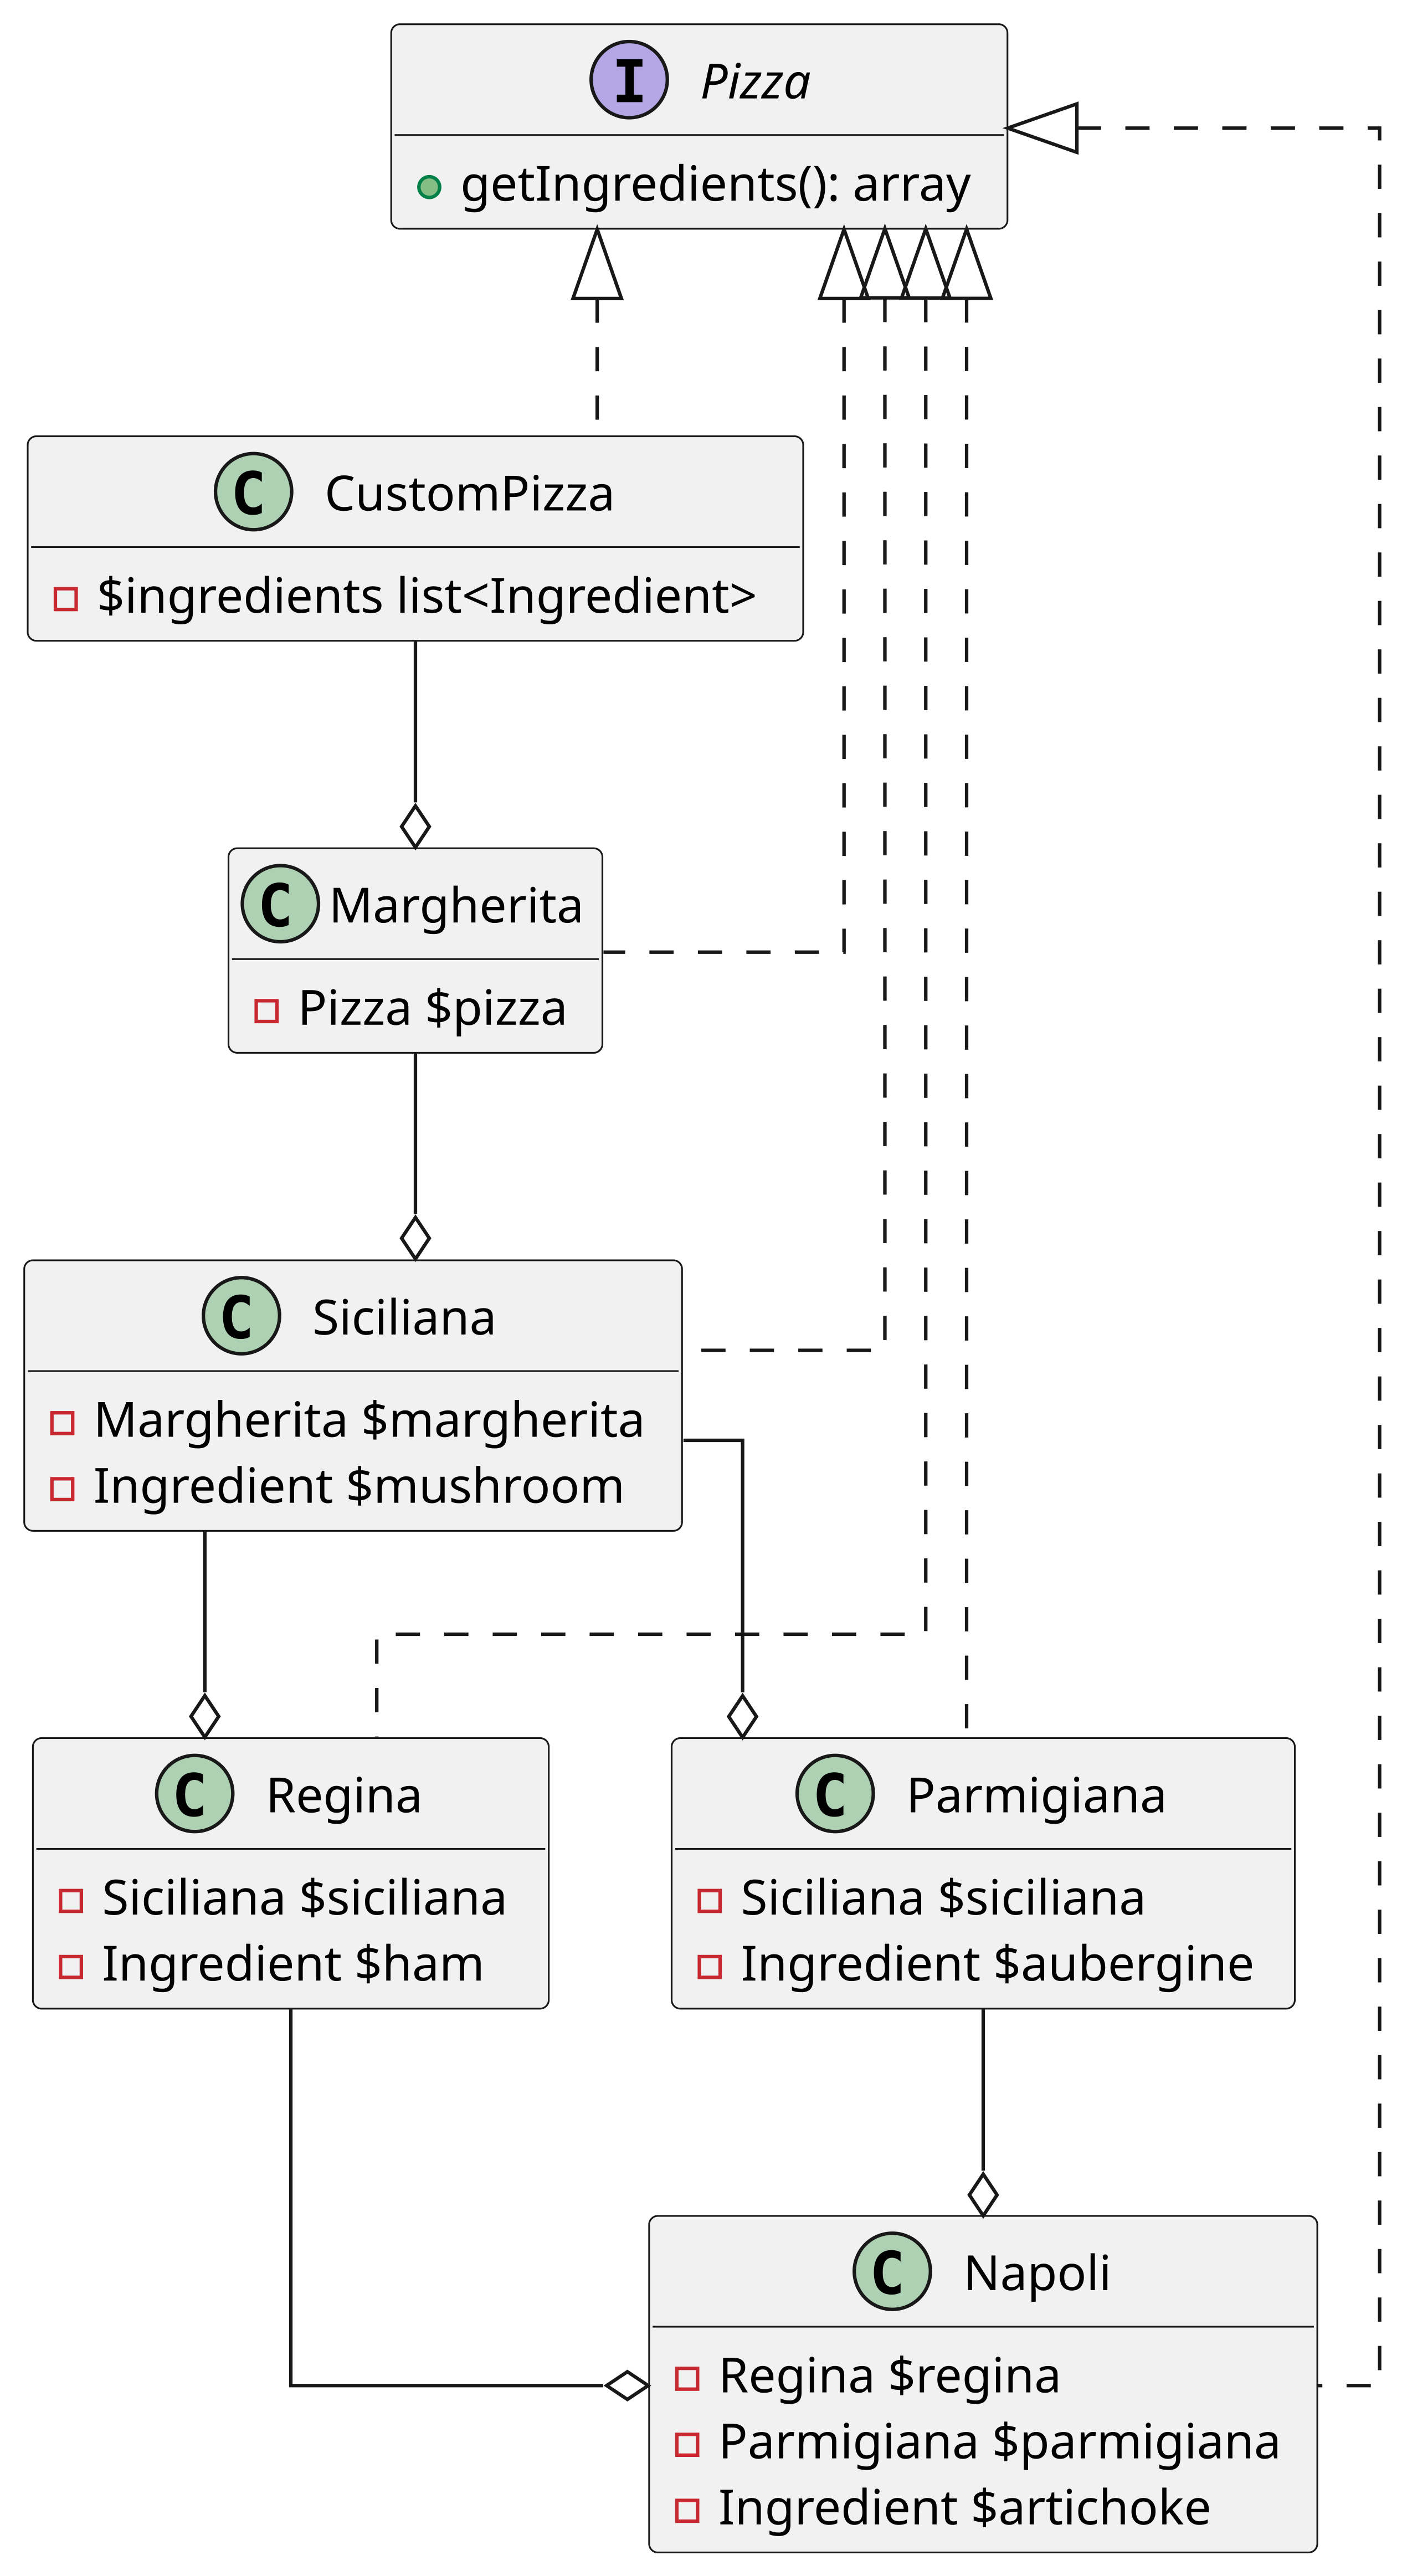 I Pizza
getIngredients(): array
C CustomPizza
$ingredients list<Ingredient>
C Margherita
Pizza $pizza
C Siciliana
Margherita $margherita
Ingredient $mushroom
C Regina
Siciliana $siciliana
Ingredient $ham
C Parmigiana
Siciliana $siciliana
Ingredient $aubergine
C Napoli
Regina $regina
Parmigiana $parmigiana
Ingredient $artichoke